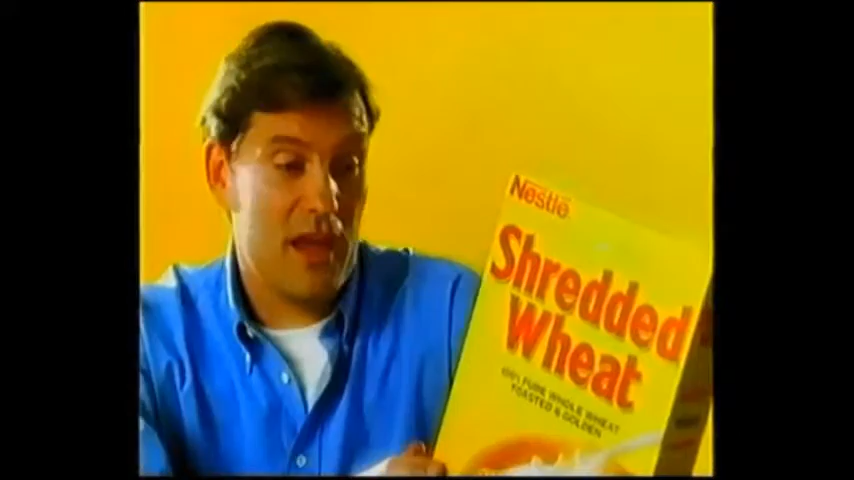 Nestlé
Shredded
Wheat
100% PURE WHOLE WHEAT
TOASTED & GOLDEN